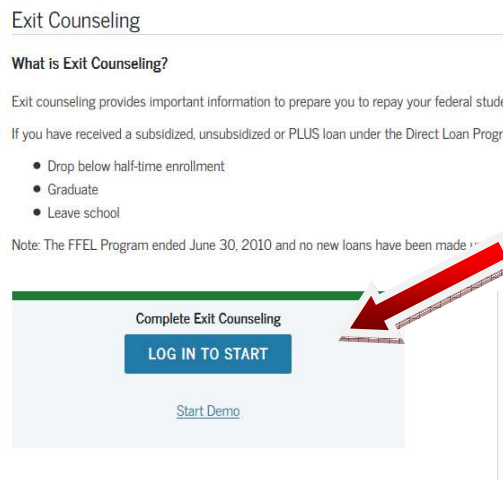 Exit Counseling
What is Exit Counseling?
Exit counseling provides important information to prepare you to repay your federal
If you have received a subsidized, unsubsidized or PLUS loan under the Direct Loan
Drop below half-time enrollment
Graduate
Leave school
Note: The FFEL Program ended June 30, 2010 and no new loans have been made
Complete Exit Counseling
LOG IN TO START
Start Demo